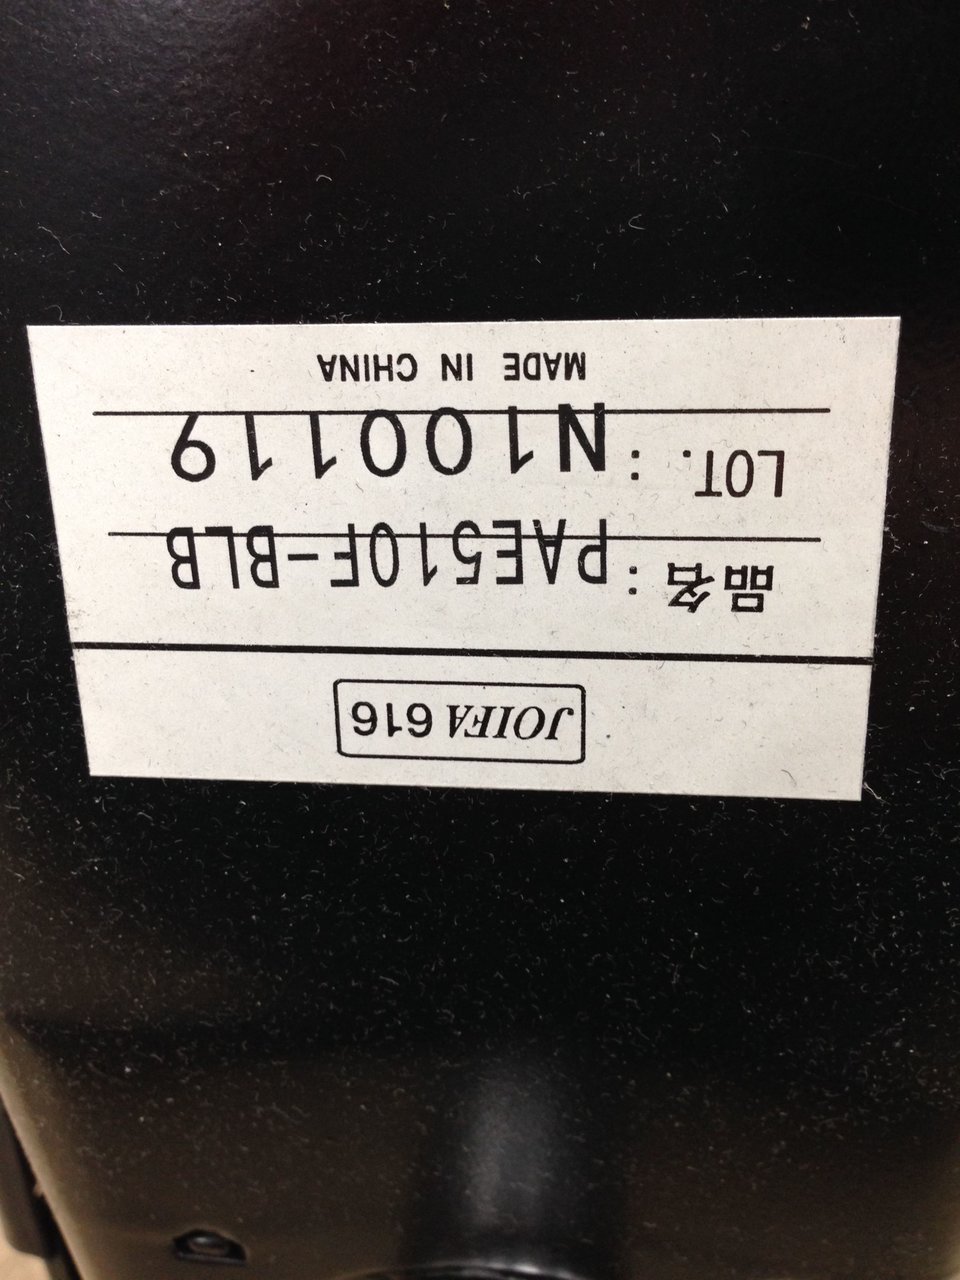 JOIFA 616
品名 : PAE510F-BLB
LOT. : N100119
MADE IN CHINA